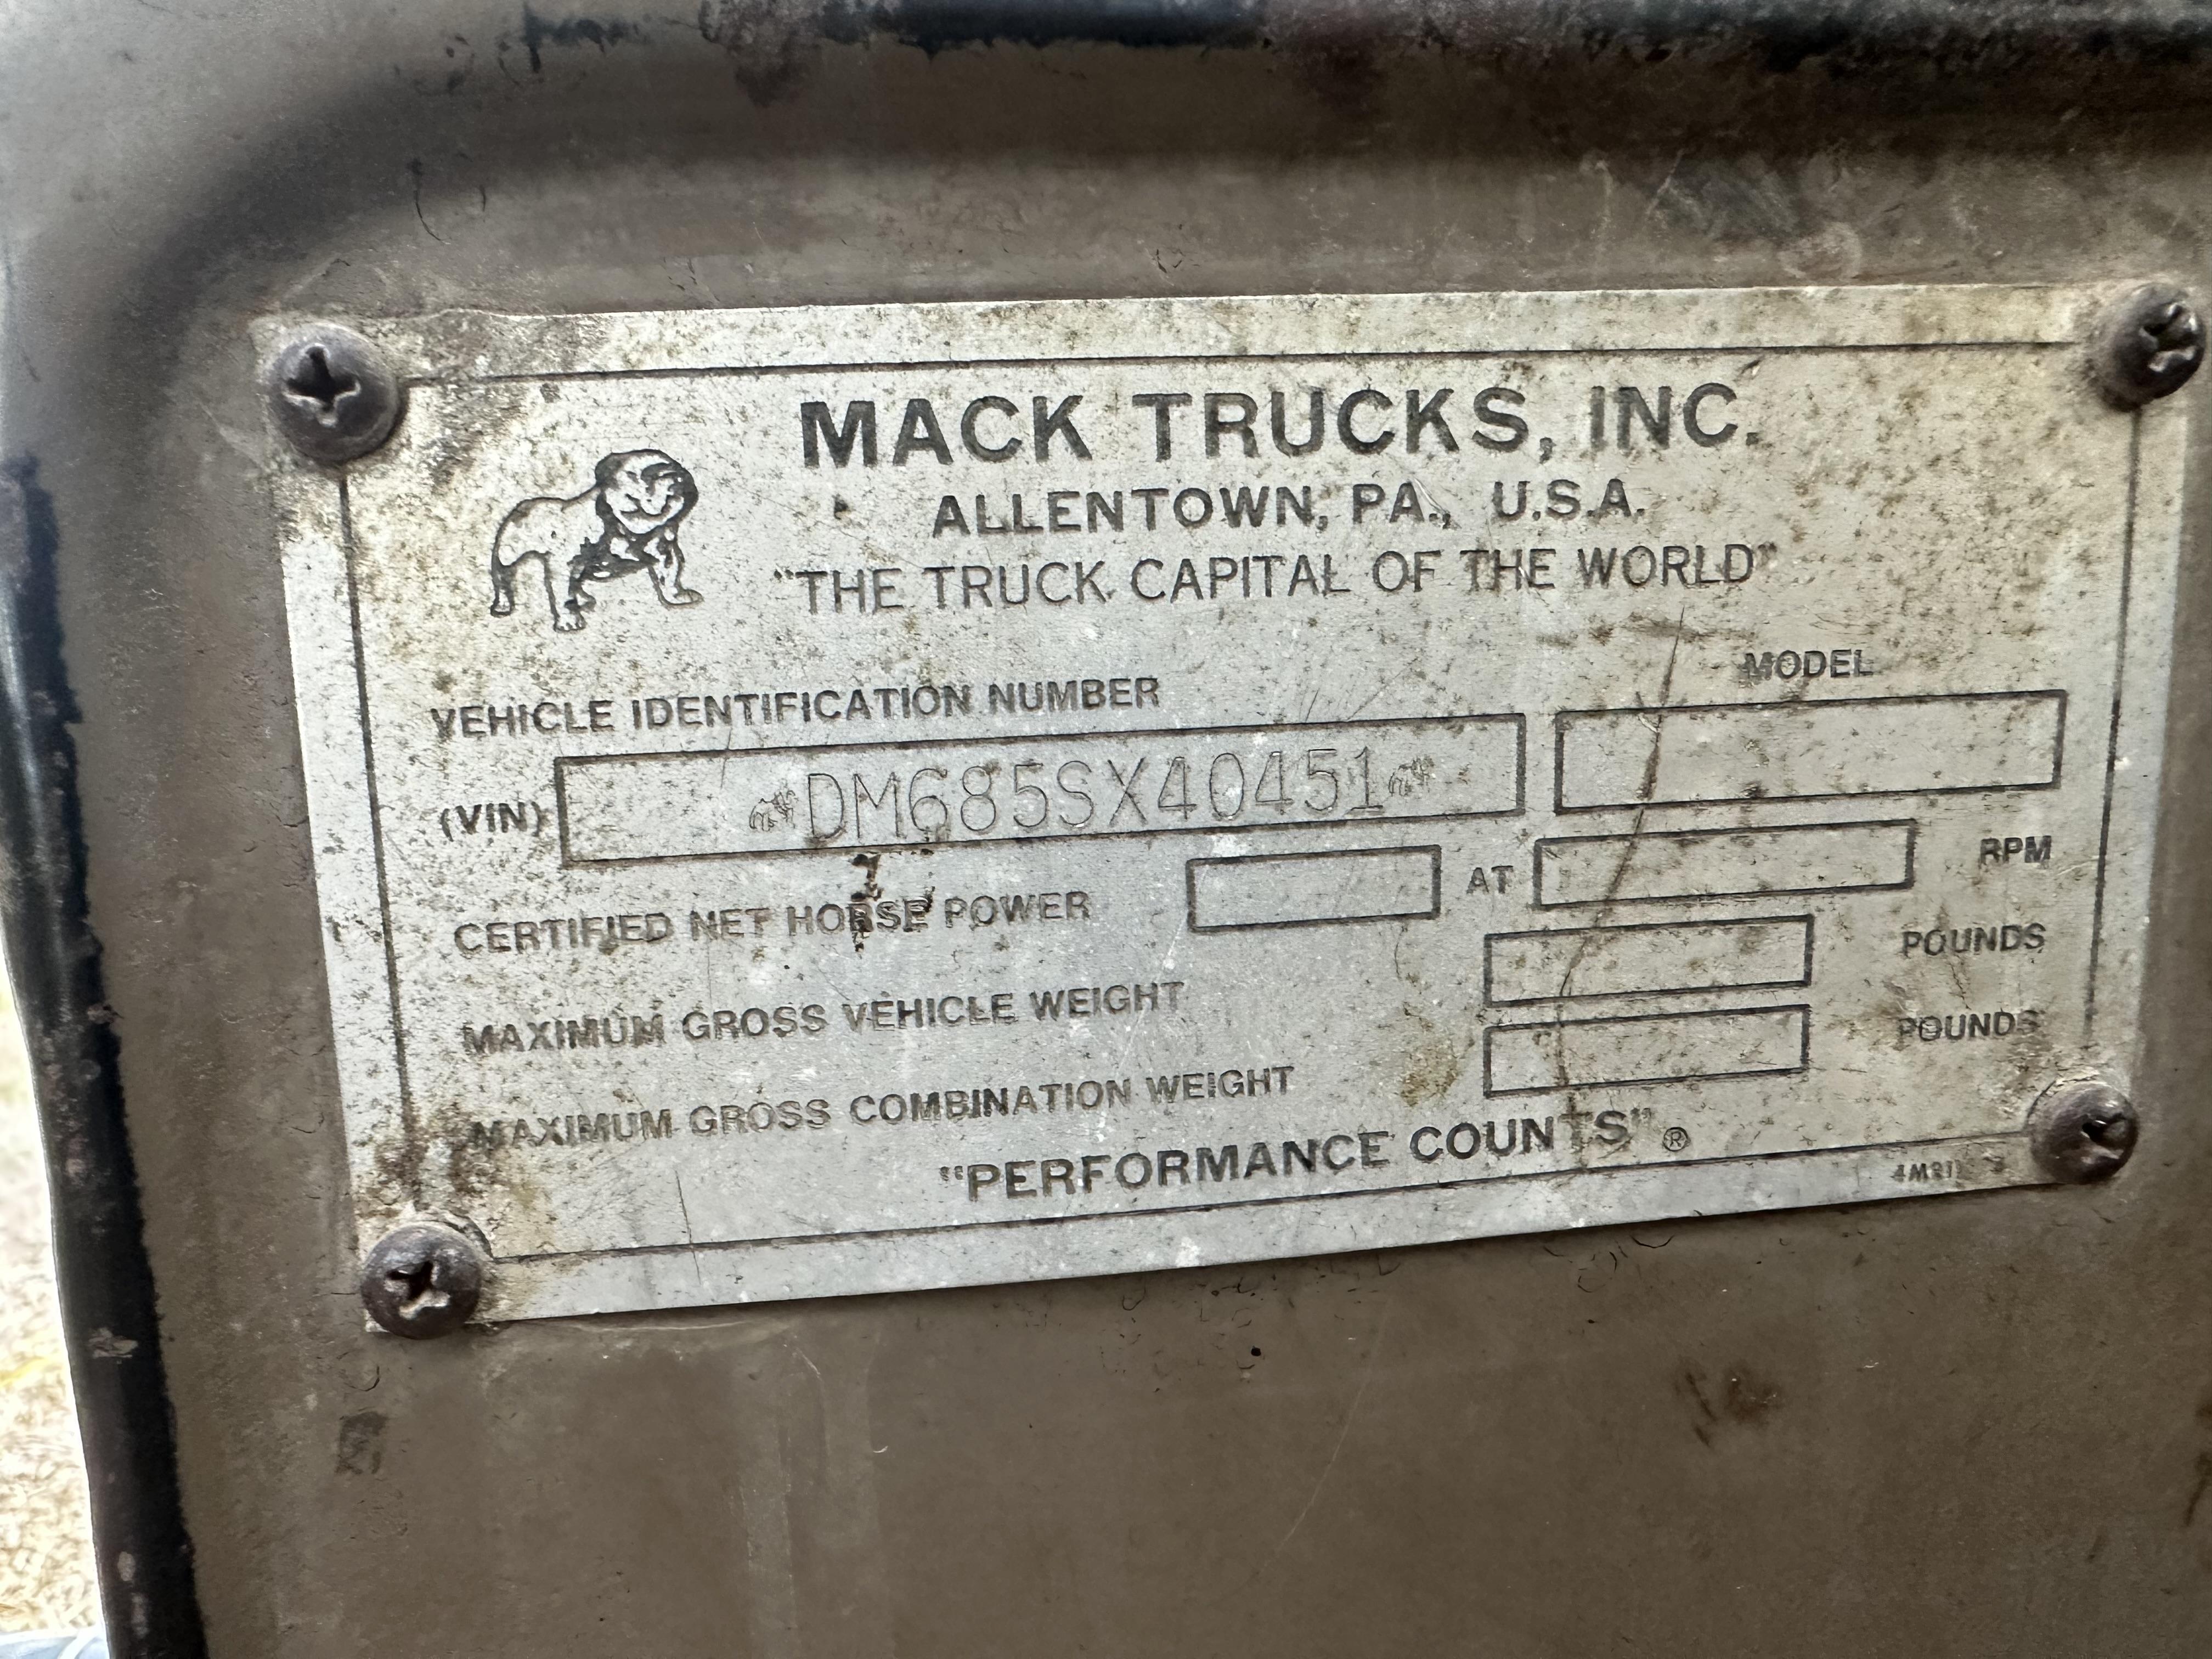 MACK TRUCKS, INC.
ALLENTOWN, PA., U.S.A.
"THE TRUCK CAPITAL OF THE WORLD"
MODEL
VEHICLE IDENTIFICATION NUMBER
(VIN) DM685SX40451
CERTIFIED NET HORSE POWER AT RPM
MAXIMUM GROSS VEHICLE WEIGHT POUNDS
MAXIMUM GROSS COMBINATION WEIGHT POUNDS
"PERFORMANCE COUNTS"®